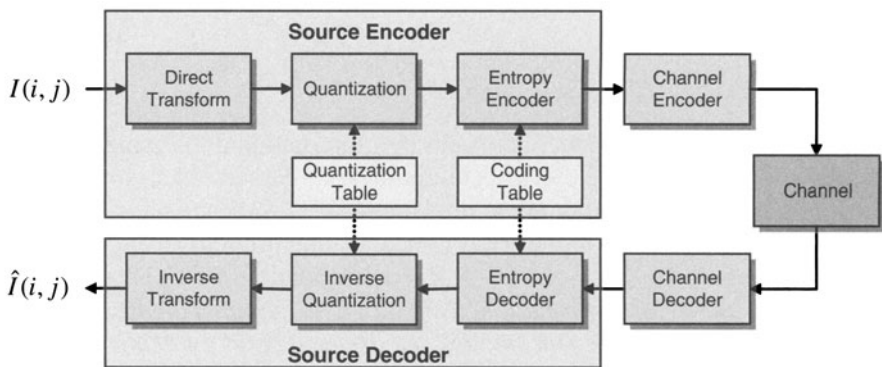 Source Encoder
I(i, j)
Direct
Transform
Quantization
Entropy
Encoder
Channel
Encoder
Quantization
Table
Coding
Table
Channel
Î(i, j)
Inverse
Transform
Inverse
Quantization
Entropy
Decoder
Channel
Decoder
Source Decoder